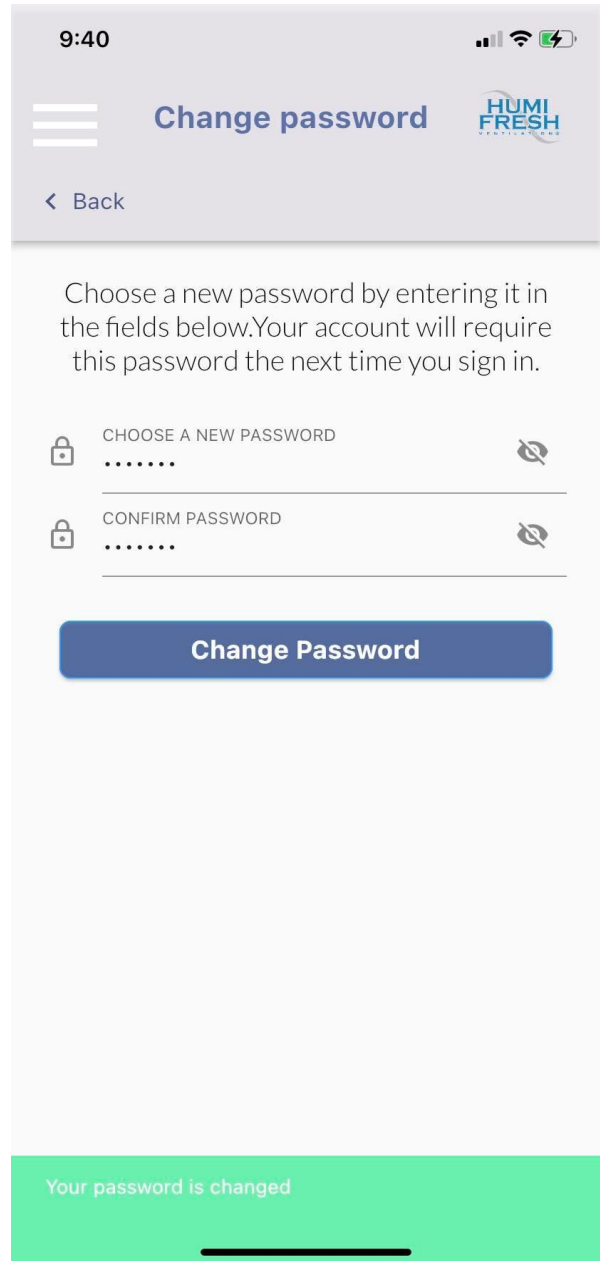 9:40
Change password
HUMI
FRESH
VENTILATIONS
Back
Choose a new password by entering it in
the fields below.Your account will require
this password the next time you sign in.
CHOOSE A NEW PASSWORD
•••••••
CONFIRM PASSWORD
•••••••
Change Password
Your password is changed